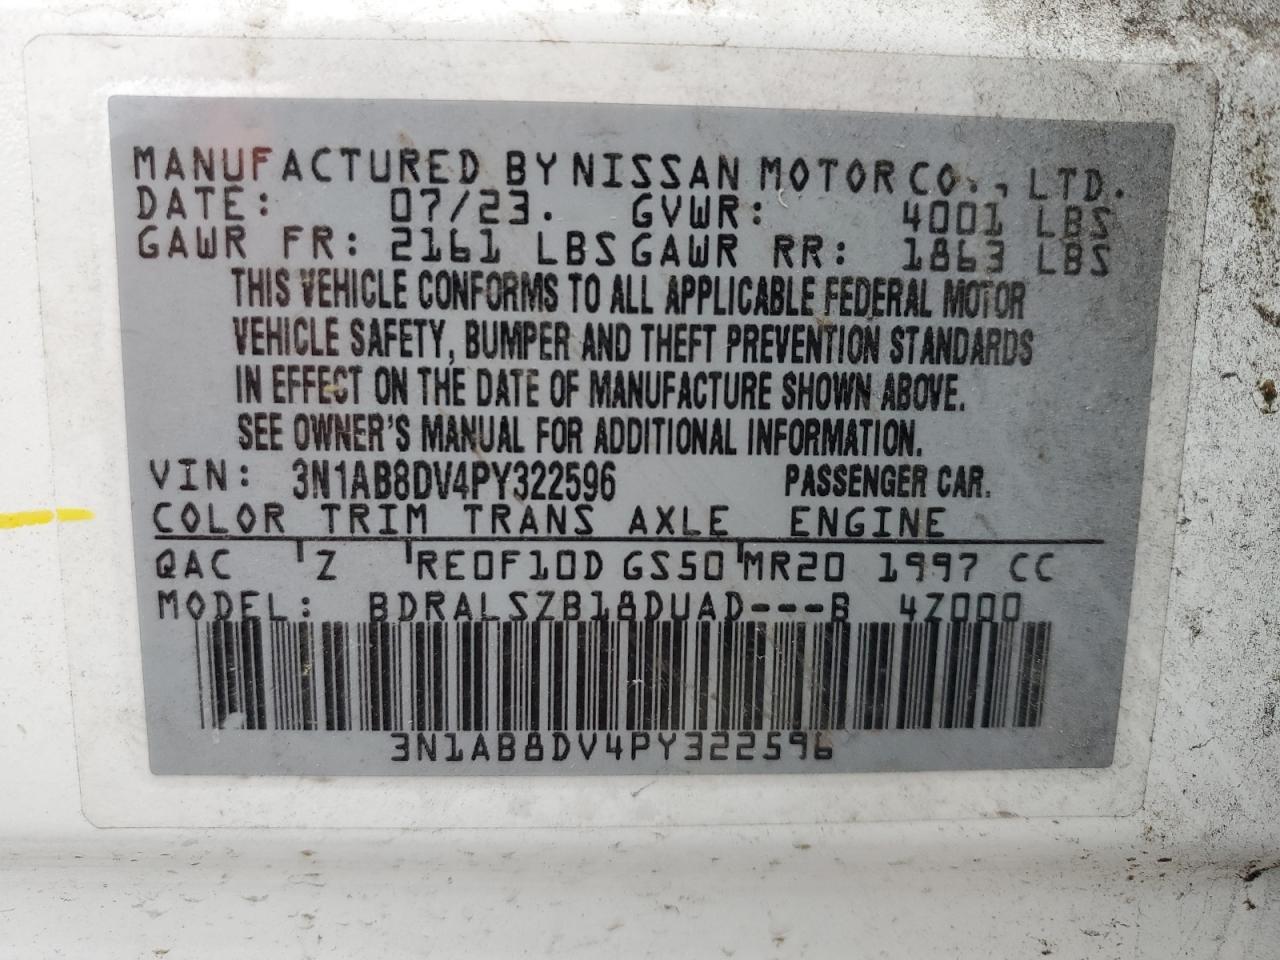 MANUFACTURED BY NISSAN MOTOR CO., LTD.
DATE: 07/23. GVWR: 4001 LBS
GAWR FR: 2161 LBS GAWR RR: 1863 LBS
THIS VEHICLE CONFORMS TO ALL APPLICABLE FEDERAL MOTOR
VEHICLE SAFETY, BUMPER AND THEFT PREVENTION STANDARDS
IN EFFECT ON THE DATE OF MANUFACTURE SHOWN ABOVE.
SEE OWNER'S MANUAL FOR ADDITIONAL INFORMATION.
VIN: 3N1AB8DV4PY322596 PASSENGER CAR.
COLOR TRIM TRANS AXLE ENGINE
QAC Z RE0F10D GS50 MR20 1997 CC
MODEL: BDRALSZB18DUAD---B 4Z000
3N1AB8DV4PY322596